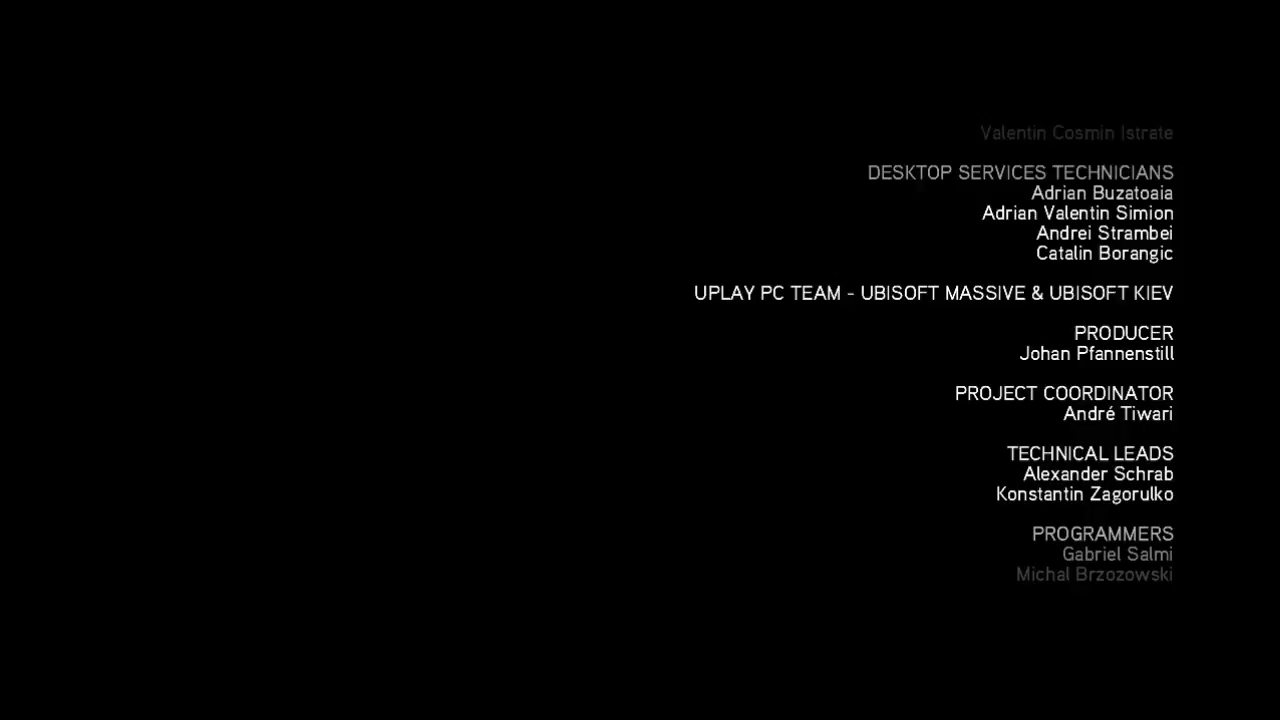 Valentin Cosmin Istrate
DESKTOP SERVICES TECHNICIANS
Adrian Buzatoaia
Adrian Valentin Simion
Andrei Strambei
Catalin Borangic
UPLAY PC TEAM - UBISOFT MASSIVE & UBISOFT KIEV
PRODUCER
Johan Pfannenstill
PROJECT COORDINATOR
André Tiwari
TECHNICAL LEADS
Alexander Schrab
Konstantin Zagorulko
PROGRAMMERS
Gabriel Salmi
Michal Brzozowski